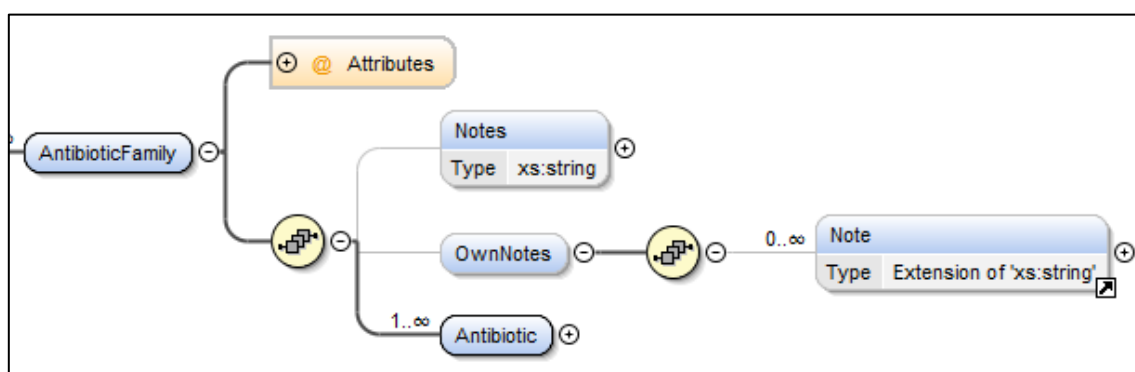 @ Attributes
Notes
Type xs:string
AntibioticFamily
0..∞
Note
OwnNotes
Type Extension of 'xs:string'
1..∞
Antibiotic